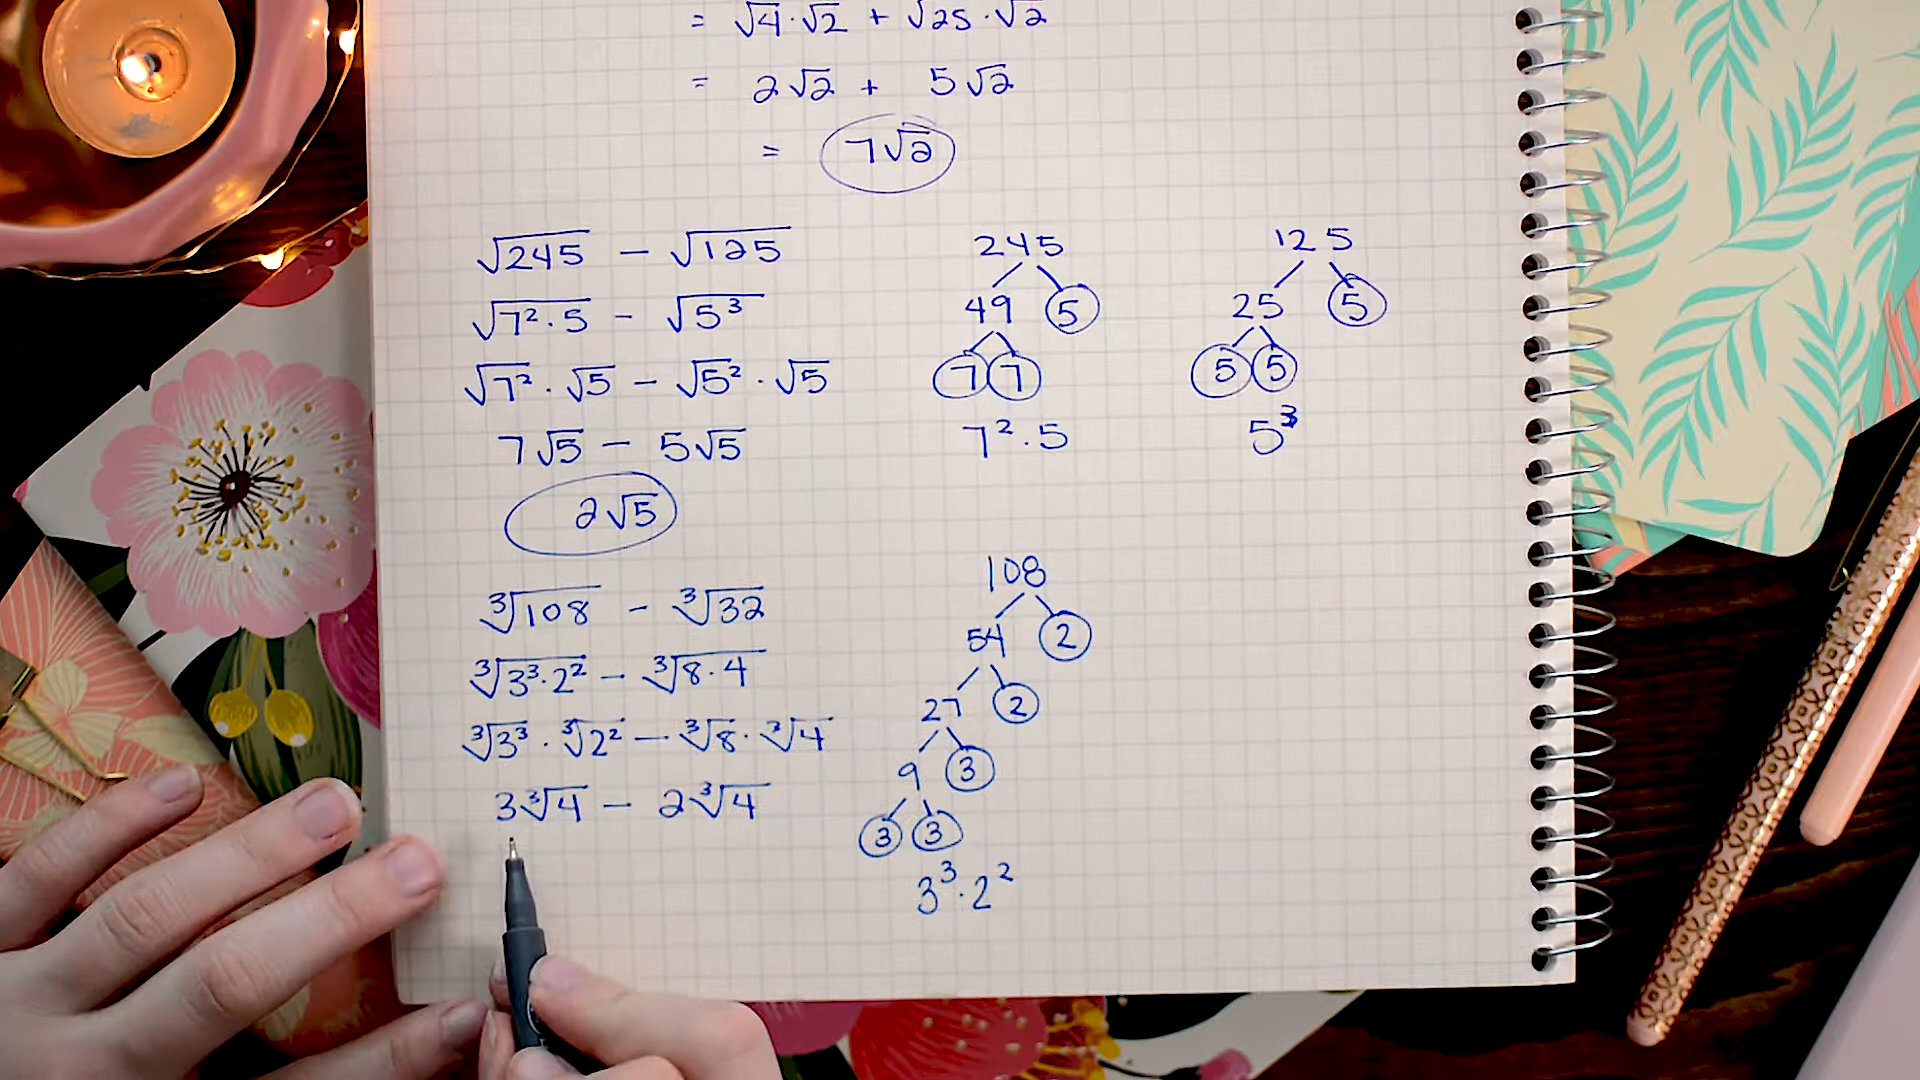 = √4 · √2 + √25 · √2
= 2√2 + 5√2
= 7√2
√245 − √125
√7² · 5 − √5³
√7² · √5 − √5² · √5
7√5 − 5√5
2√5
245
49 5
7 7
7² · 5
125
25 5
5 5
5³
∛108 − ∛32
∛3³ · 2² − ∛8 · 4
∛3³ · ∛2² − ∛8 · ∛4
3∛4 − 2∛4
108
54 2
27 2
9 3
3 3
3³ · 2²